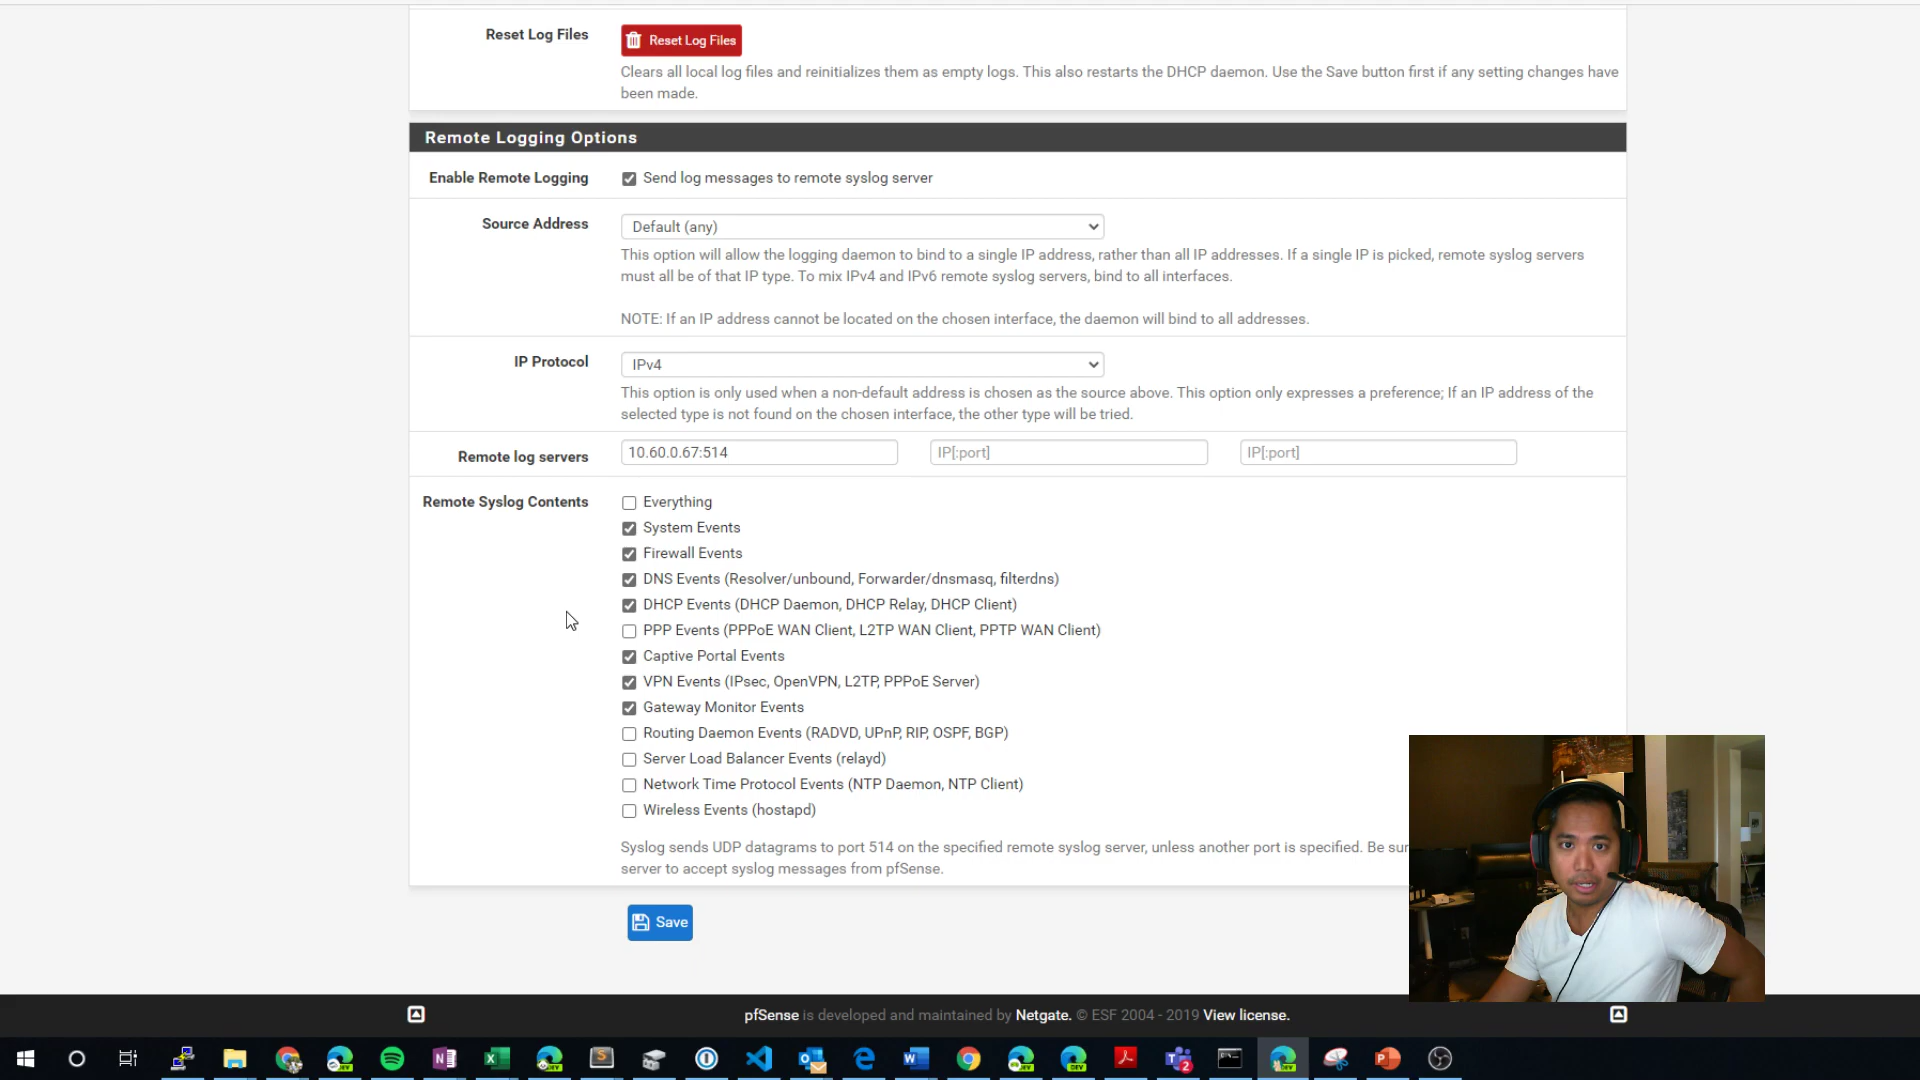 Reset Log Files
Reset Log Files
Clears all local log files and reinitializes them as empty logs. This also restarts the DHCP daemon. Use the Save button first if any setting changes have
been made.
Remote Logging Options
Enable Remote Logging
Send log messages to remote syslog server
Source Address
Default (any)
This option will allow the logging daemon to bind to a single IP address, rather than all IP addresses. If a single IP is picked, remote syslog servers
must all be of that IP type. To mix IPv4 and IPv6 remote syslog servers, bind to all interfaces.
NOTE: If an IP address cannot be located on the chosen interface, the daemon will bind to all addresses.
IP Protocol
IPv4
This option is only used when a non-default address is chosen as the source above. This option only expresses a preference; If an IP address of the
selected type is not found on the chosen interface, the other type will be tried.
Remote log servers
10.60.0.67:514
IP[:port]
IP[:port]
Remote Syslog Contents
Everything
System Events
Firewall Events
DNS Events (Resolver/unbound, Forwarder/dnsmasq, filterdns)
DHCP Events (DHCP Daemon, DHCP Relay, DHCP Client)
PPP Events (PPPoE WAN Client, L2TP WAN Client, PPTP WAN Client)
Captive Portal Events
VPN Events (IPsec, OpenVPN, L2TP, PPPoE Server)
Gateway Monitor Events
Routing Daemon Events (RADVD, UPnP, RIP, OSPF, BGP)
Server Load Balancer Events (relayd)
Network Time Protocol Events (NTP Daemon, NTP Client)
Wireless Events (hostapd)
Syslog sends UDP datagrams to port 514 on the specified remote syslog server, unless another port is specified. Be sur
server to accept syslog messages from pfSense.
Save
pfSense is developed and maintained by Netgate. © ESF 2004 - 2019 View license.